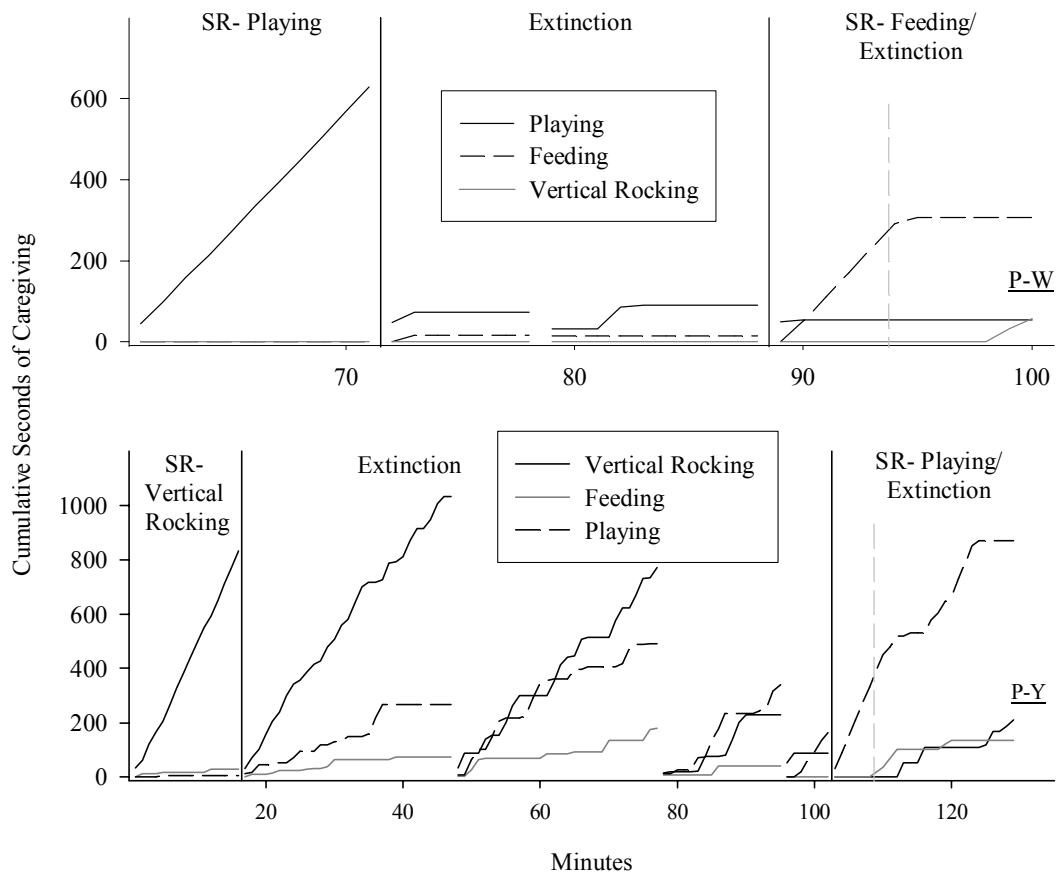 SR- Playing
Extinction
SR- Feeding/
Extinction
600
400
200
0
Playing
Feeding
Vertical Rocking
P-W
70
80
90
100
Cumulative Seconds of Caregiving
SR-
Vertical
Rocking
Extinction
SR- Playing/
Extinction
1000
800
600
400
200
0
Vertical Rocking
Feeding
Playing
P-Y
20
40
60
80
100
120
Minutes